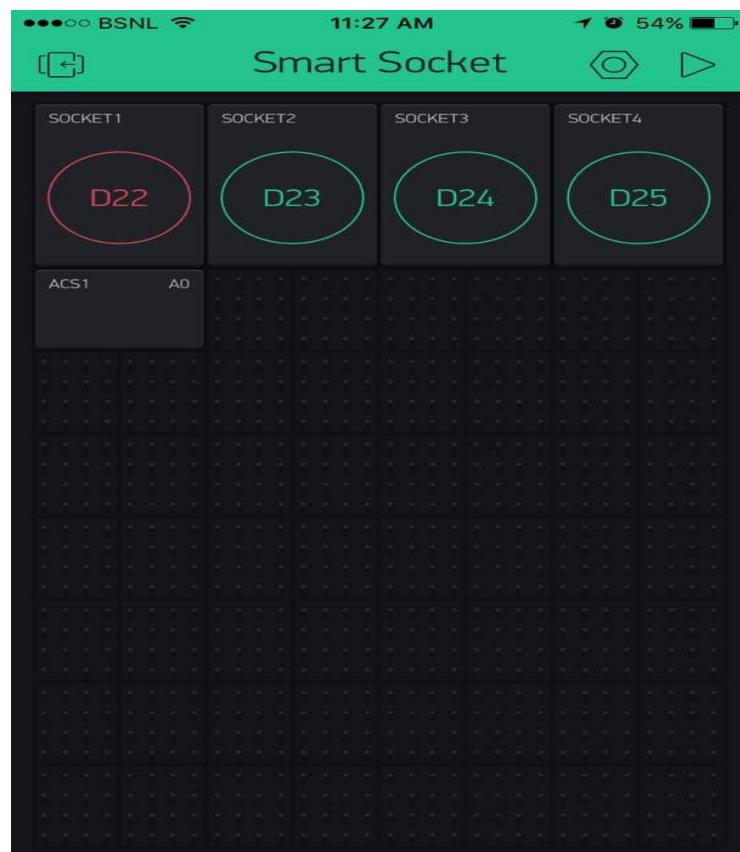 BSNL 11:27 AM 54%
Smart Socket
SOCKET1 SOCKET2 SOCKET3 SOCKET4
D22 D23 D24 D25
ACS1 A0